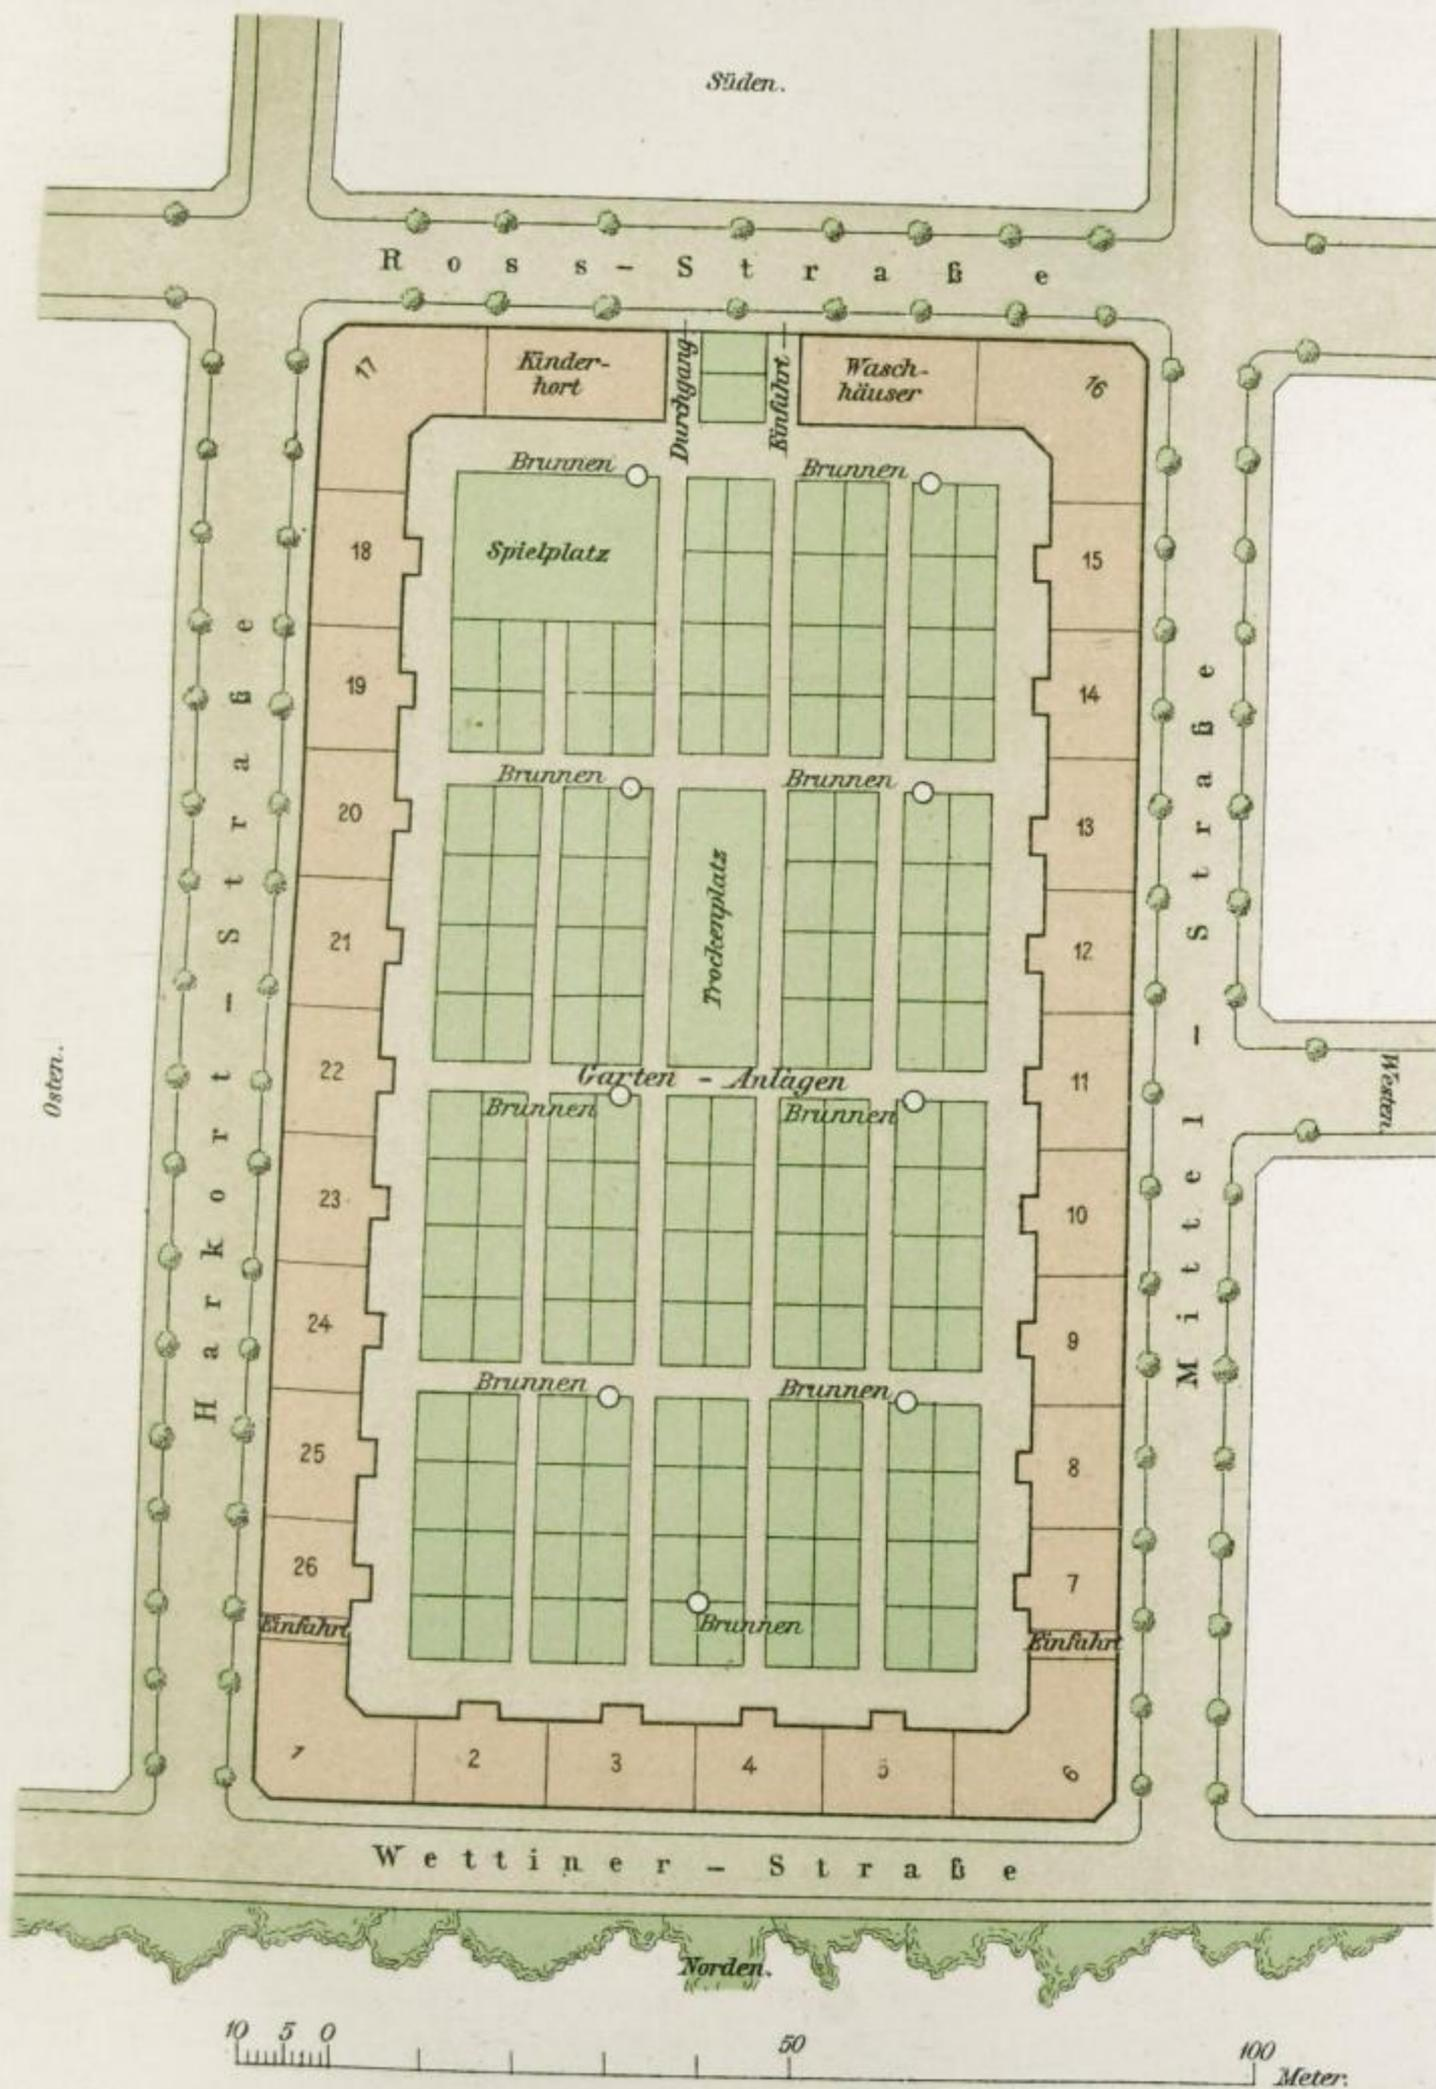 Süden.
Ross-Straße
17
Kinder-
hort
Durchgang
Einfahrt
Wasch-
häuser
16
Brunnen
Brunnen
Spielplatz
18
15
19
14
Brunnen
Brunnen
20
13
Trockenplatz
21
12
Harkort-Straße
Mittel-Straße
Osten.
Westen.
22
11
Garten - Anlagen
Brunnen
Brunnen
23
10
24
9
Brunnen
Brunnen
25
8
26
7
Einfahrt
Brunnen
Einfahrt
1
2
3
4
5
6
Wettiner-Straße
Norden.
10 5 0 50 100
Meter.